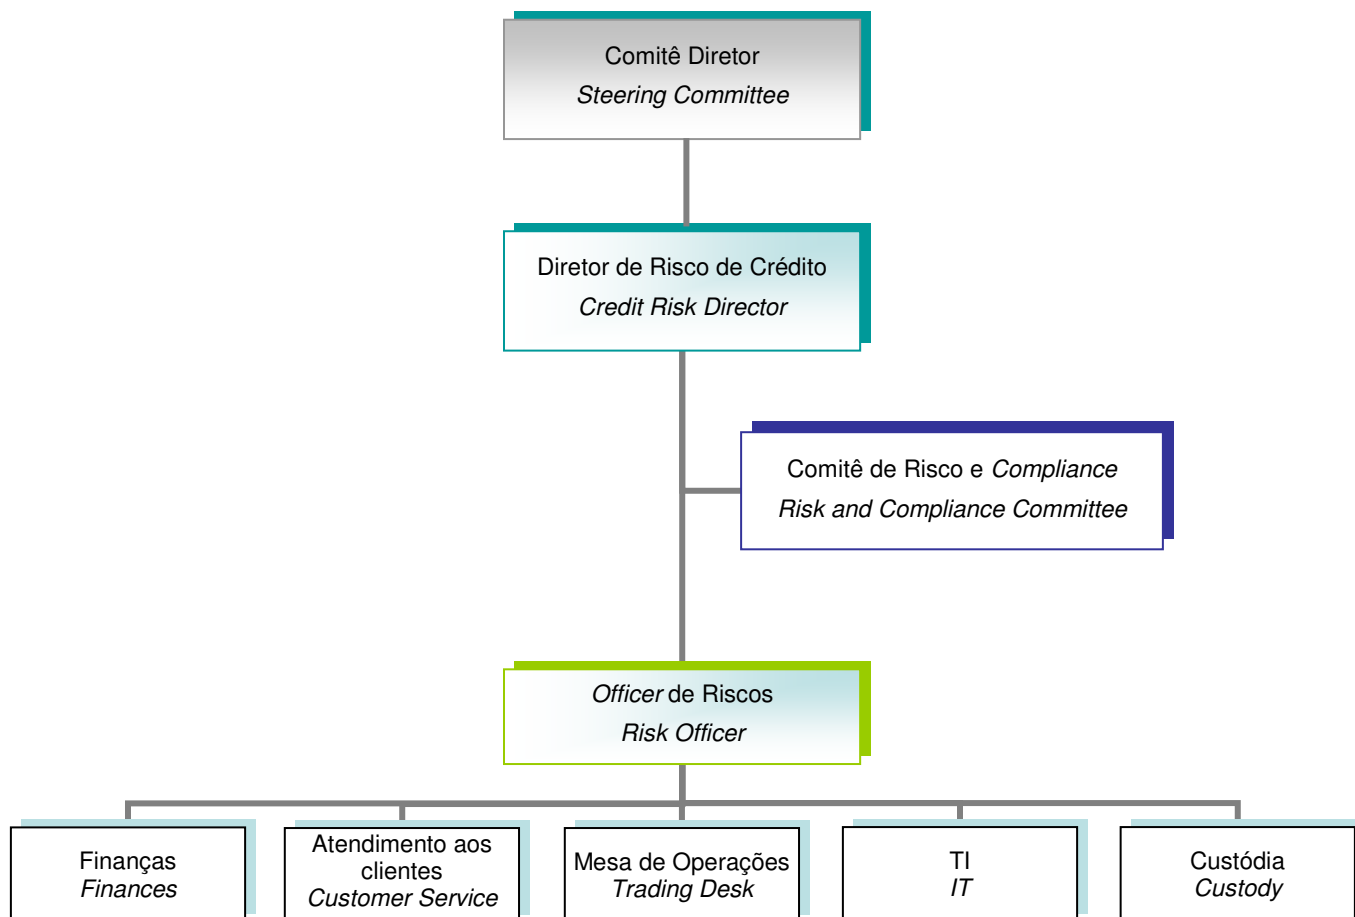 Comitê Diretor
Steering Committee
Diretor de Risco de Crédito
Credit Risk Director
Comitê de Risco e Compliance
Risk and Compliance Committee
Officer de Riscos
Risk Officer
Finanças
Finances
Atendimento aos
clientes
Customer Service
Mesa de Operações
Trading Desk
TI
IT
Custódia
Custody